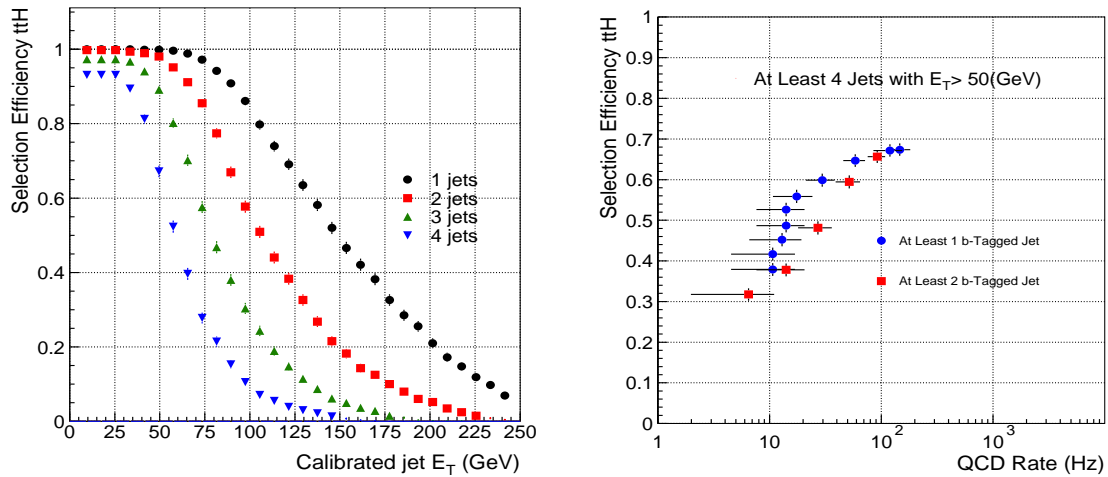 Selection Efficiency ttH
1
0.8
0.6
0.4
0.2
0
0 25 50 75 100 125 150 175 200 225 250
Calibrated jet E_T (GeV)
1 jets
2 jets
3 jets
4 jets
Selection Efficiency ttH
1
0.9
0.8
0.7
0.6
0.5
0.4
0.3
0.2
0.1
0
1 10 10² 10³
QCD Rate (Hz)
At Least 4 Jets with E_T> 50(GeV)
At Least 1 b-Tagged Jet
At Least 2 b-Tagged Jet